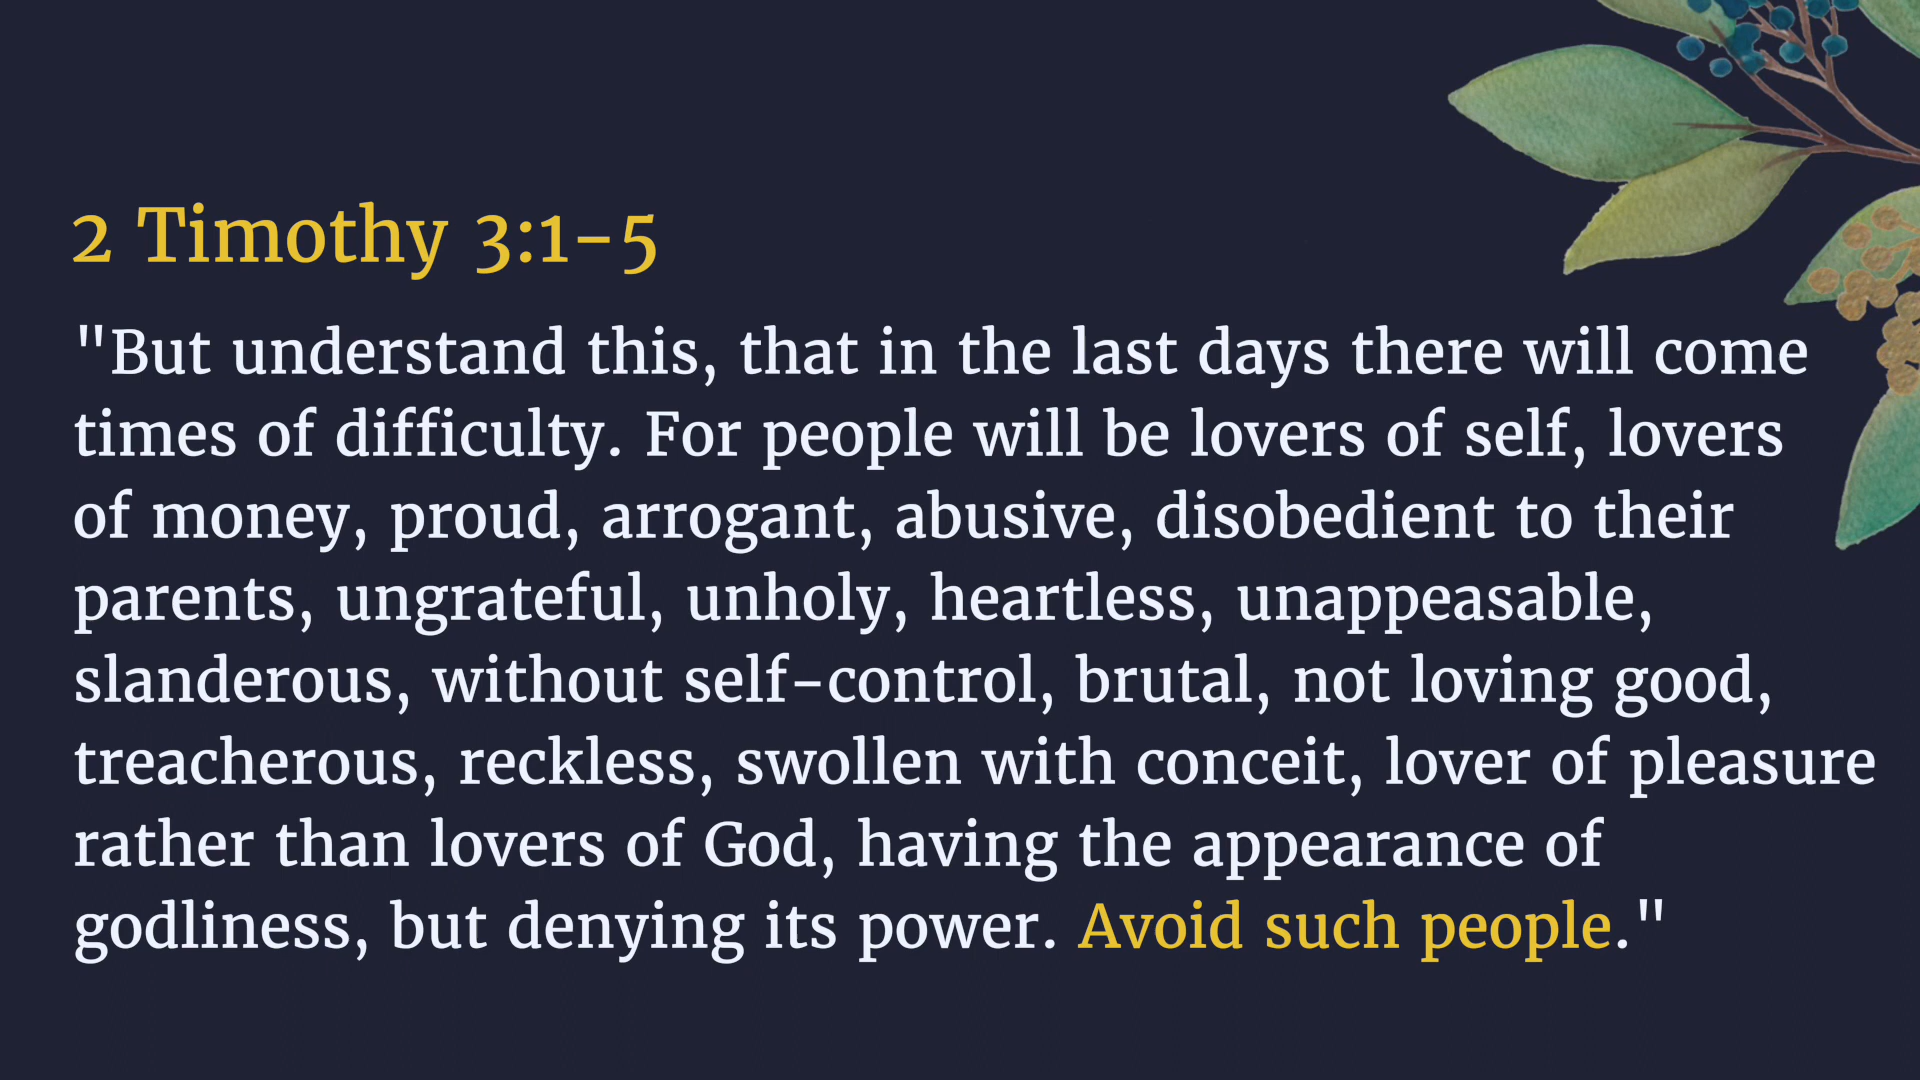 2 Timothy 3:1-5
"But understand this, that in the last days there will come
times of difficulty. For people will be lovers of self, lovers
of money, proud, arrogant, abusive, disobedient to their
parents, ungrateful, unholy, heartless, unappeasable,
slanderous, without self-control, brutal, not loving good,
treacherous, reckless, swollen with conceit, lover of pleasure
rather than lovers of God, having the appearance of
godliness, but denying its power. Avoid such people."